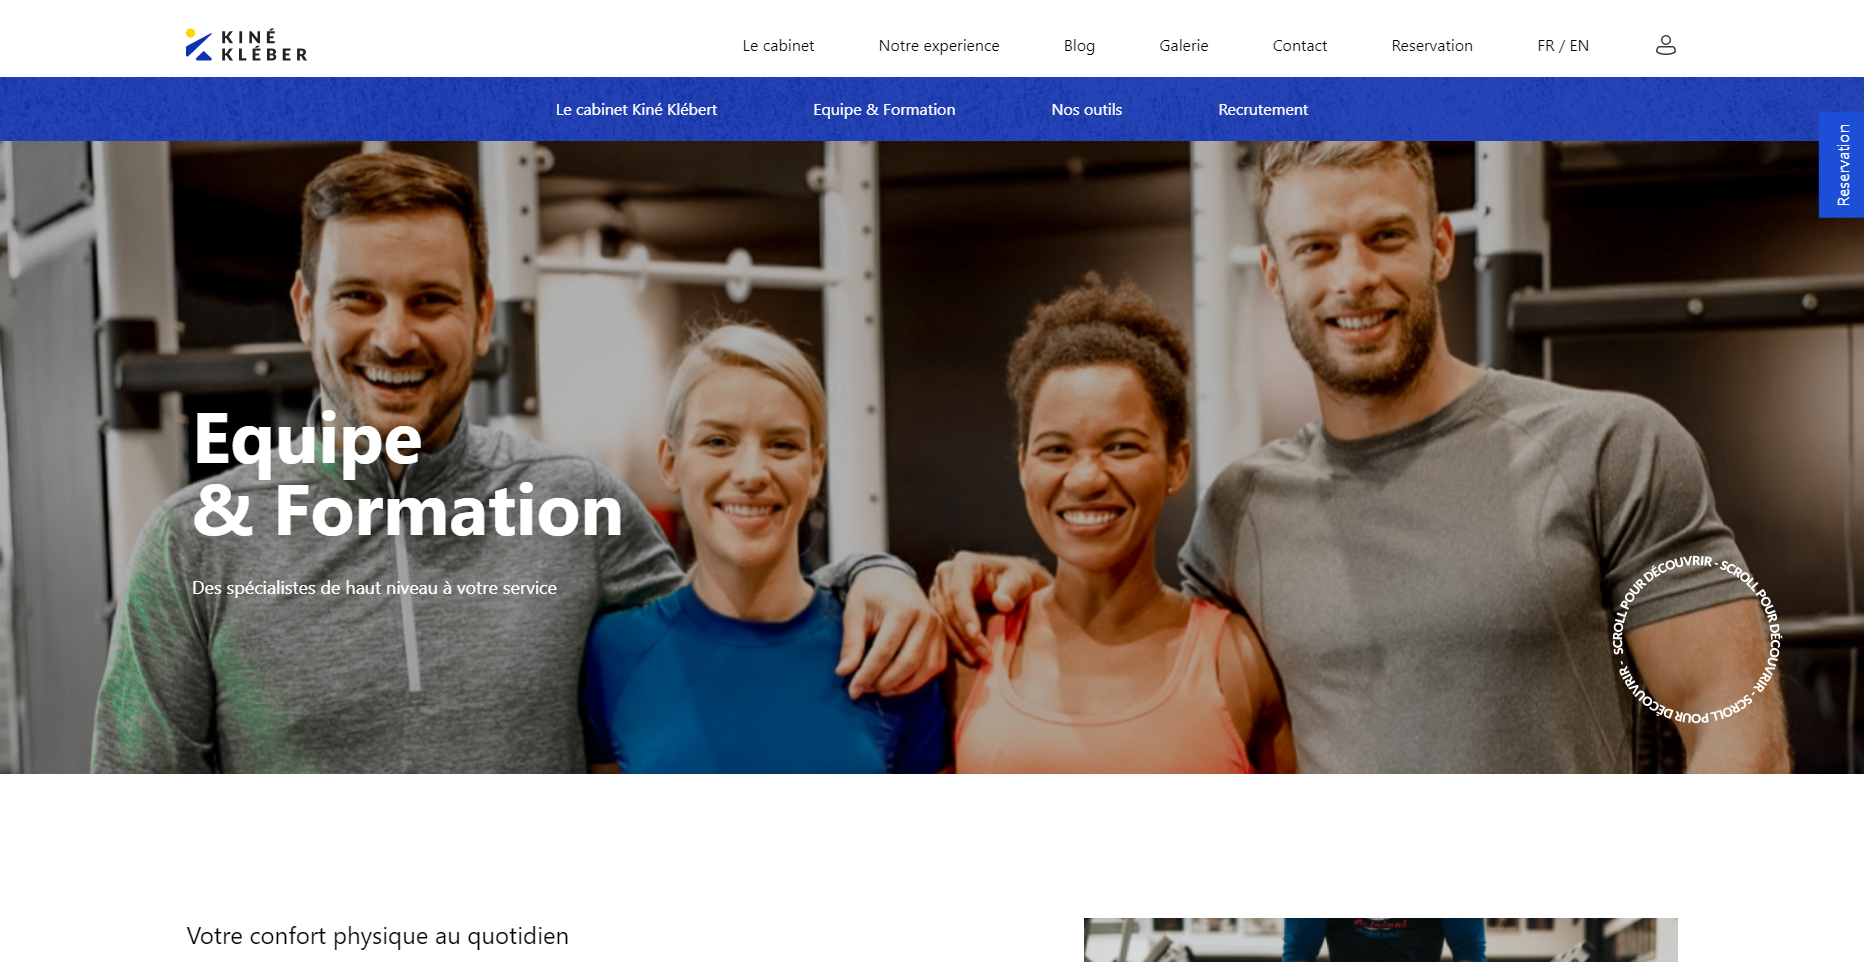 KINÉ
KLÉBER
Le cabinet
Notre experience
Blog
Galerie
Contact
Reservation
FR / EN
Le cabinet Kiné Klébert
Equipe & Formation
Nos outils
Recrutement
Reservation
Equipe
& Formation
Des spécialistes de haut niveau à votre service
SCROLL POUR DÉCOUVRIR - SCROLL POUR DÉCOUVRIR - SCROLL POUR DÉCOUVRIR -
Votre confort physique au quotidien